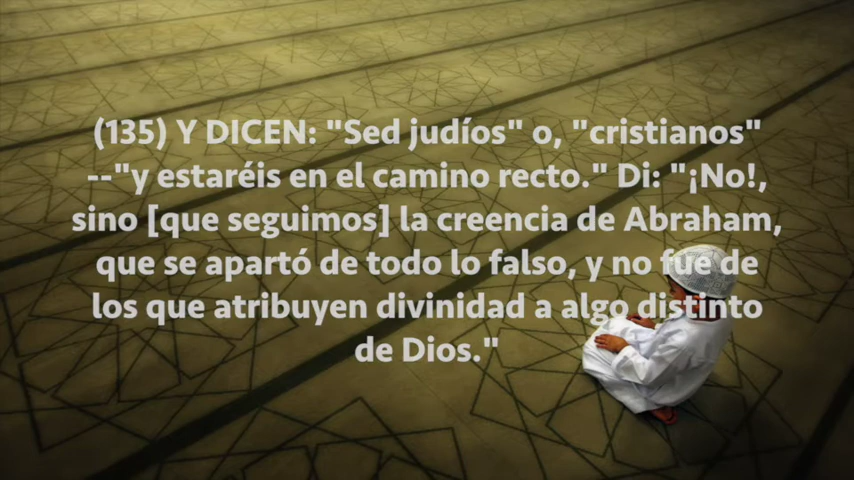 (135) Y DICEN: "Sed judíos" o, "cristianos"
--"y estaréis en el camino recto." Di: "¡No!,
sino [que seguimos] la creencia de Abraham,
que se apartó de todo lo falso, y no fue de
los que atribuyen divinidad a algo distinto
de Dios."